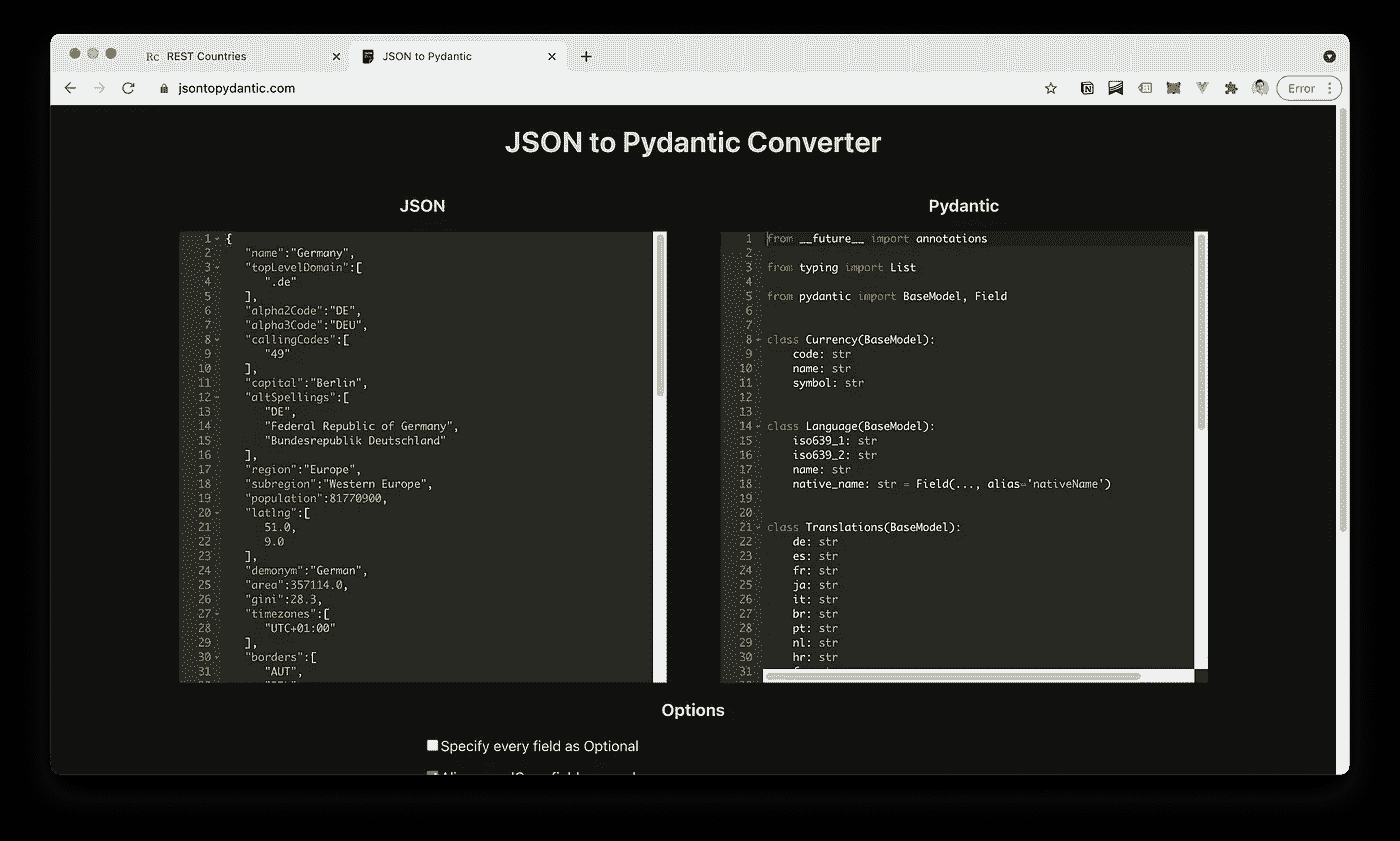 Rc REST Countries
JSON to Pydantic
jsontopydantic.com
Error
JSON to Pydantic Converter
JSON
1 {
2 "name":"Germany",
3 "topLevelDomain":[
4 ".de"
5 ],
6 "alpha2Code":"DE",
7 "alpha3Code":"DEU",
8 "callingCodes":[
9 "49"
10 ],
11 "capital":"Berlin",
12 "altSpellings":[
13 "DE",
14 "Federal Republic of Germany",
15 "Bundesrepublik Deutschland"
16 ],
17 "region":"Europe",
18 "subregion":"Western Europe",
19 "population":81770900,
20 "latlng":[
21 51.0,
22 9.0
23 ],
24 "demonym":"German",
25 "area":357114.0,
26 "gini":28.3,
27 "timezones":[
28 "UTC+01:00"
29 ],
30 "borders":[
31 "AUT",
Pydantic
1 from __future__ import annotations
2
3 from typing import List
4
5 from pydantic import BaseModel, Field
6
7
8 class Currency(BaseModel):
9 code: str
10 name: str
11 symbol: str
12
13
14 class Language(BaseModel):
15 iso639_1: str
16 iso639_2: str
17 name: str
18 native_name: str = Field(..., alias='nativeName')
19
20
21 class Translations(BaseModel):
22 de: str
23 es: str
24 fr: str
25 ja: str
26 it: str
27 br: str
28 pt: str
29 nl: str
30 hr: str
31
Options
Specify every field as Optional